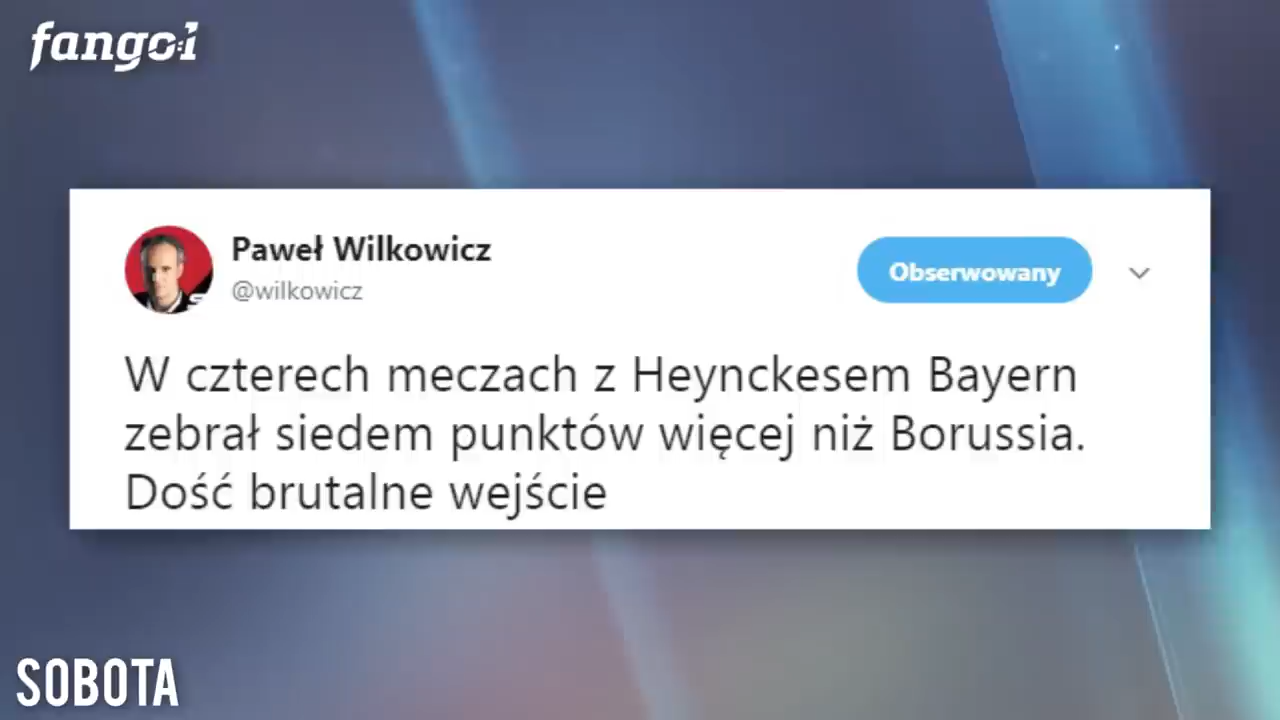 fangol
Paweł Wilkowicz
@wilkowicz
Obserwowany
W czterech meczach z Heynckesem Bayern
zebrał siedem punktów więcej niż Borussia.
Dość brutalne wejście
SOBOTA